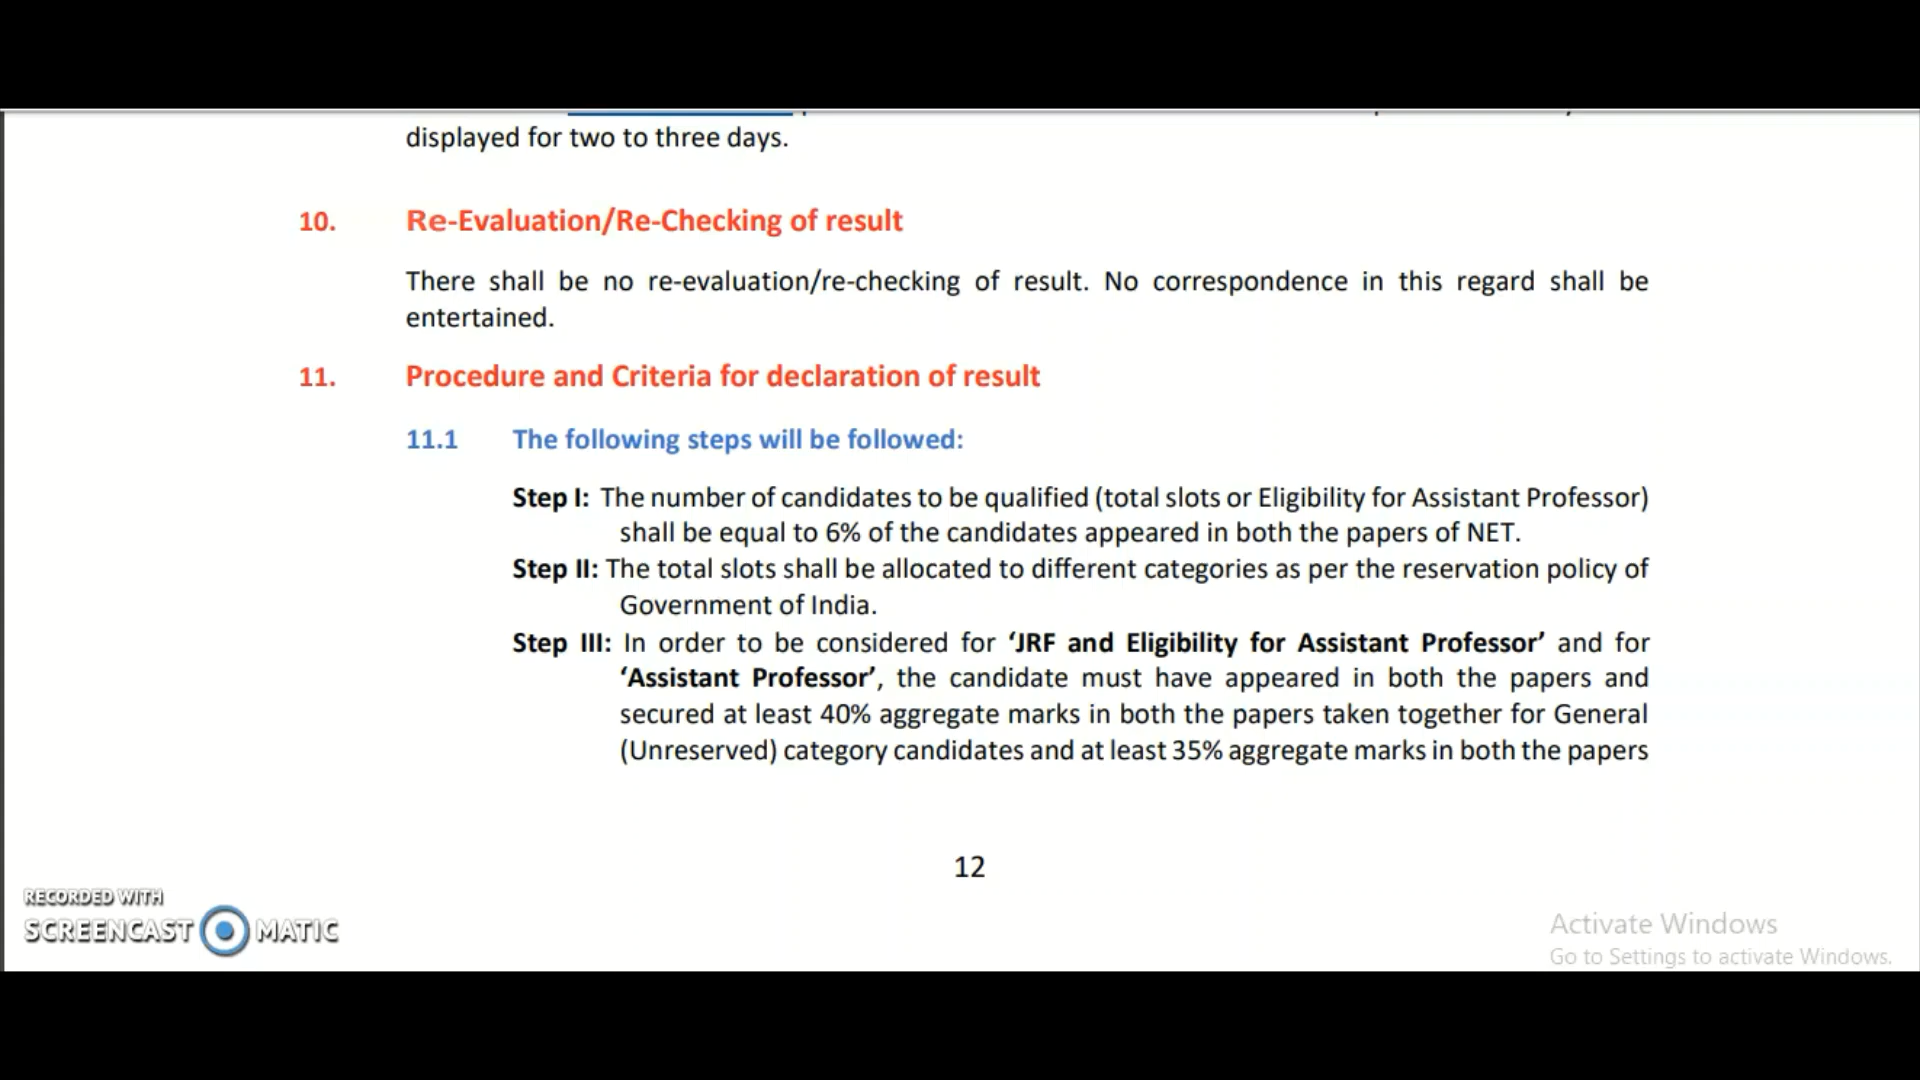 displayed for two to three days.
10. Re-Evaluation/Re-Checking of result
There shall be no re-evaluation/re-checking of result. No correspondence in this regard shall be
entertained.
11. Procedure and Criteria for declaration of result
11.1 The following steps will be followed:
Step I: The number of candidates to be qualified (total slots or Eligibility for Assistant Professor)
shall be equal to 6% of the candidates appeared in both the papers of NET.
Step II: The total slots shall be allocated to different categories as per the reservation policy of
Government of India.
Step III: In order to be considered for ‘JRF and Eligibility for Assistant Professor’ and for
‘Assistant Professor’, the candidate must have appeared in both the papers and
secured at least 40% aggregate marks in both the papers taken together for General
(Unreserved) category candidates and at least 35% aggregate marks in both the papers
12
RECORDED WITH
SCREENCAST MATIC
Activate Windows
Go to Settings to activate Windows.